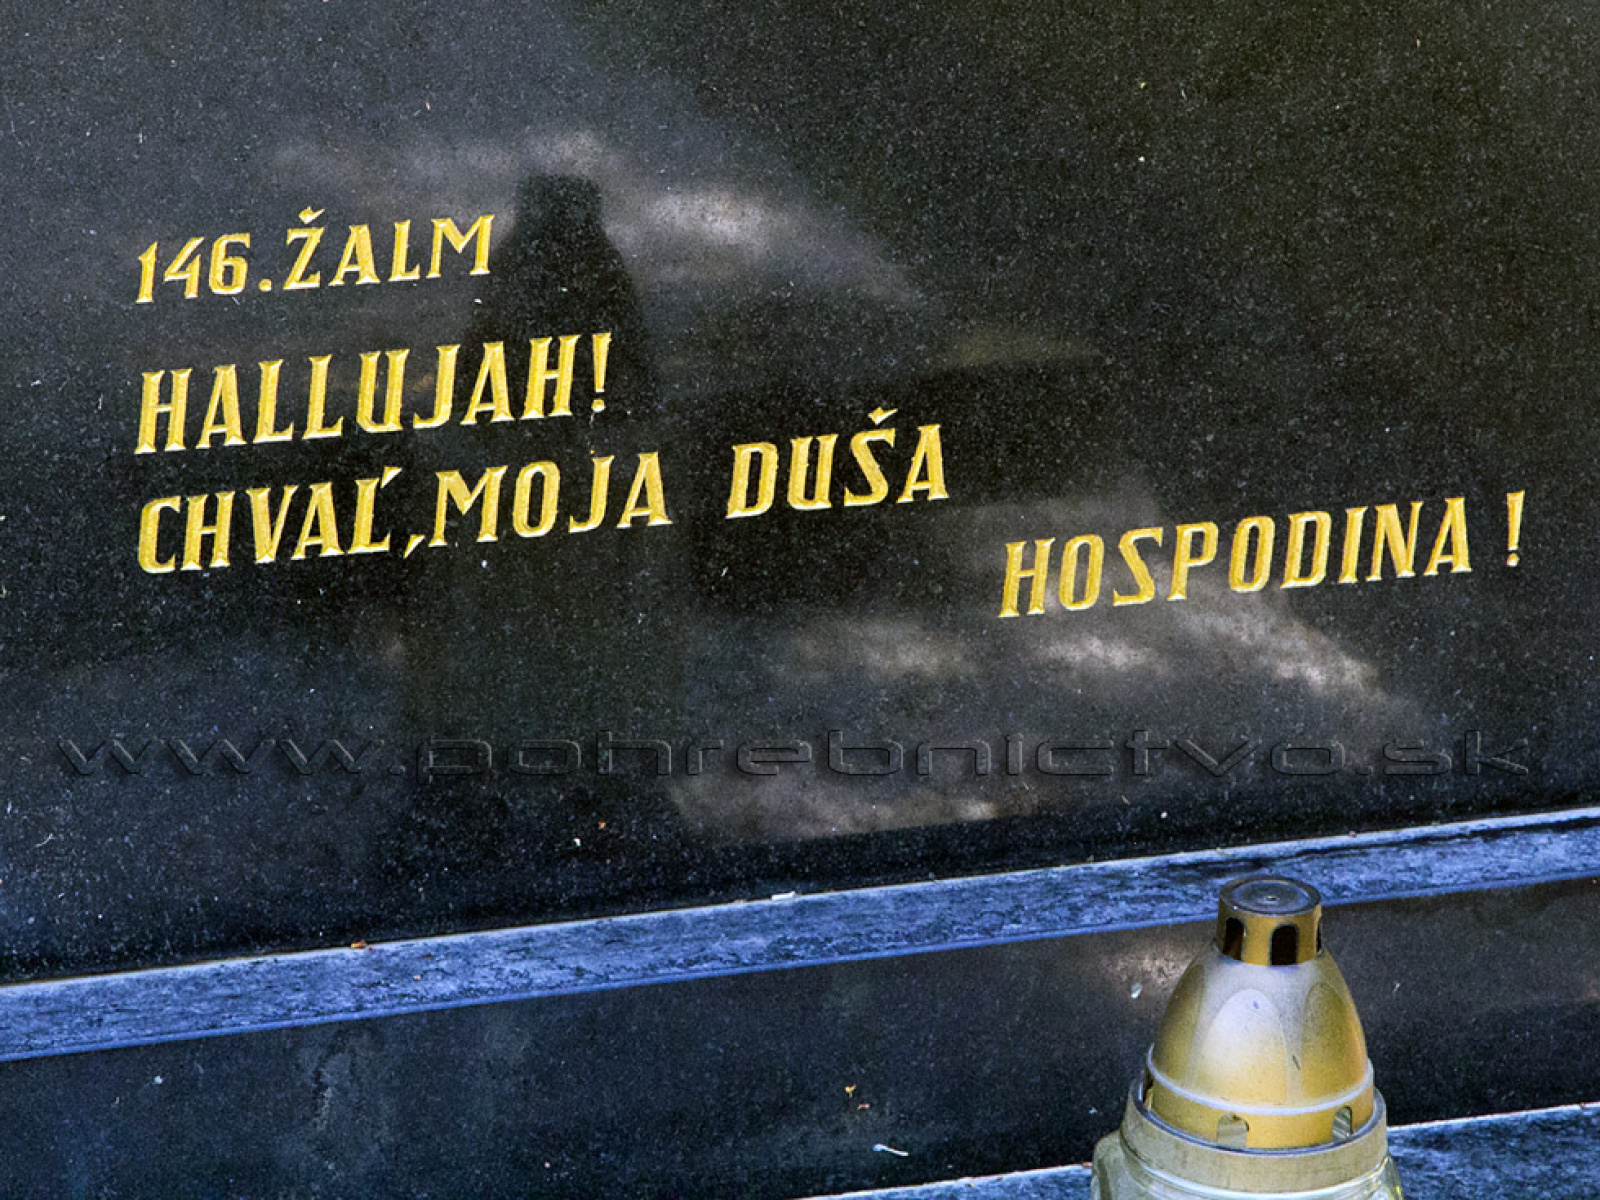 146.ŽALM
HALLUJAH!
CHVAĽ,MOJA DUŠA
HOSPODINA !
www.pohrebnictvo.sk